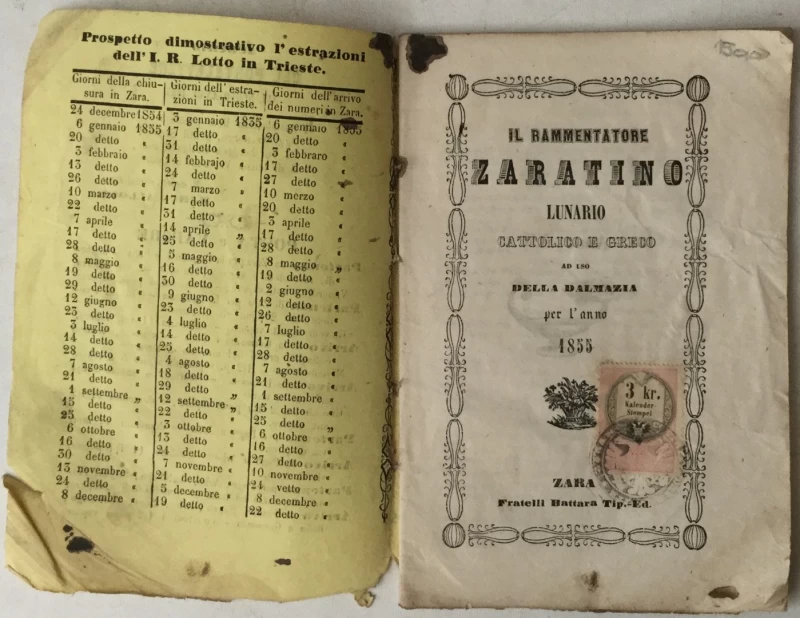 Prospetto dimostrativo l'estrazioni
dell' I. R. Lotto in Trieste.
Giorni della chiu- Giorni dell' estra- Giorni dell'arrivo
sura in Zara. zioni in Trieste. dei numeri in Zara.
24 decembre 1854 3 gennaio 1855 6 gennaio 1855
6 gennaio 1855 17 detto „ 20 detto „
20 detto „ 31 detto „ 3 febbraro „
3 febbraio „ 14 febbrajo „ 17 detto „
13 detto „ 24 detto „ 27 detto „
26 detto „ 7 marzo „ 10 merzo „
10 marzo „ 17 detto „ 20 detto „
22 detto „ 31 detto „ 3 aprile „
7 aprile „ 14 aprile „ 17 detto „
17 detto „ 25 detto „ 28 detto „
28 detto „ 5 maggio „ 8 maggio „
8 maggio „ 16 detto „ 19 detto „
19 detto „ 30 detto „ 2 giugno „
29 detto „ 9 giugno „ 12 detto „
12 giugno „ 23 detto „ 26 detto „
23 detto „ 4 luglio „ 7 luglio „
3 luglio „ 14 detto „ 17 detto „
14 detto „ 25 detto „ 28 detto „
28 detto „ 4 agosto „ 7 agosto „
7 agosto „ 18 detto „ 21 detto „
21 detto „ 29 detto „ 1 settembre „
1 settembre „ 12 settembre „ 15 detto „
15 detto „ 22 detto „ 25 detto „
25 detto „ 3 ottobre „ 6 ottobre „
6 ottobre „ 13 detto „ 16 detto „
16 detto „ 24 detto „ 27 detto „
30 detto „ 7 novembre „ 10 novembre „
13 novembre „ 21 detto „ 24 vetto „
24 detto „ 5 decembre „ 8 decembre „
8 decembre „ 19 detto „ 22 detto „
IL RAMMENTATORE
ZARATINO
LUNARIO
CATTOLICO E GRECO
AD USO
DELLA DALMAZIA
per l'anno
1855
3 kr.
Kalender
Stempel
ZARA
Fratelli Battara Tip.-Ed.